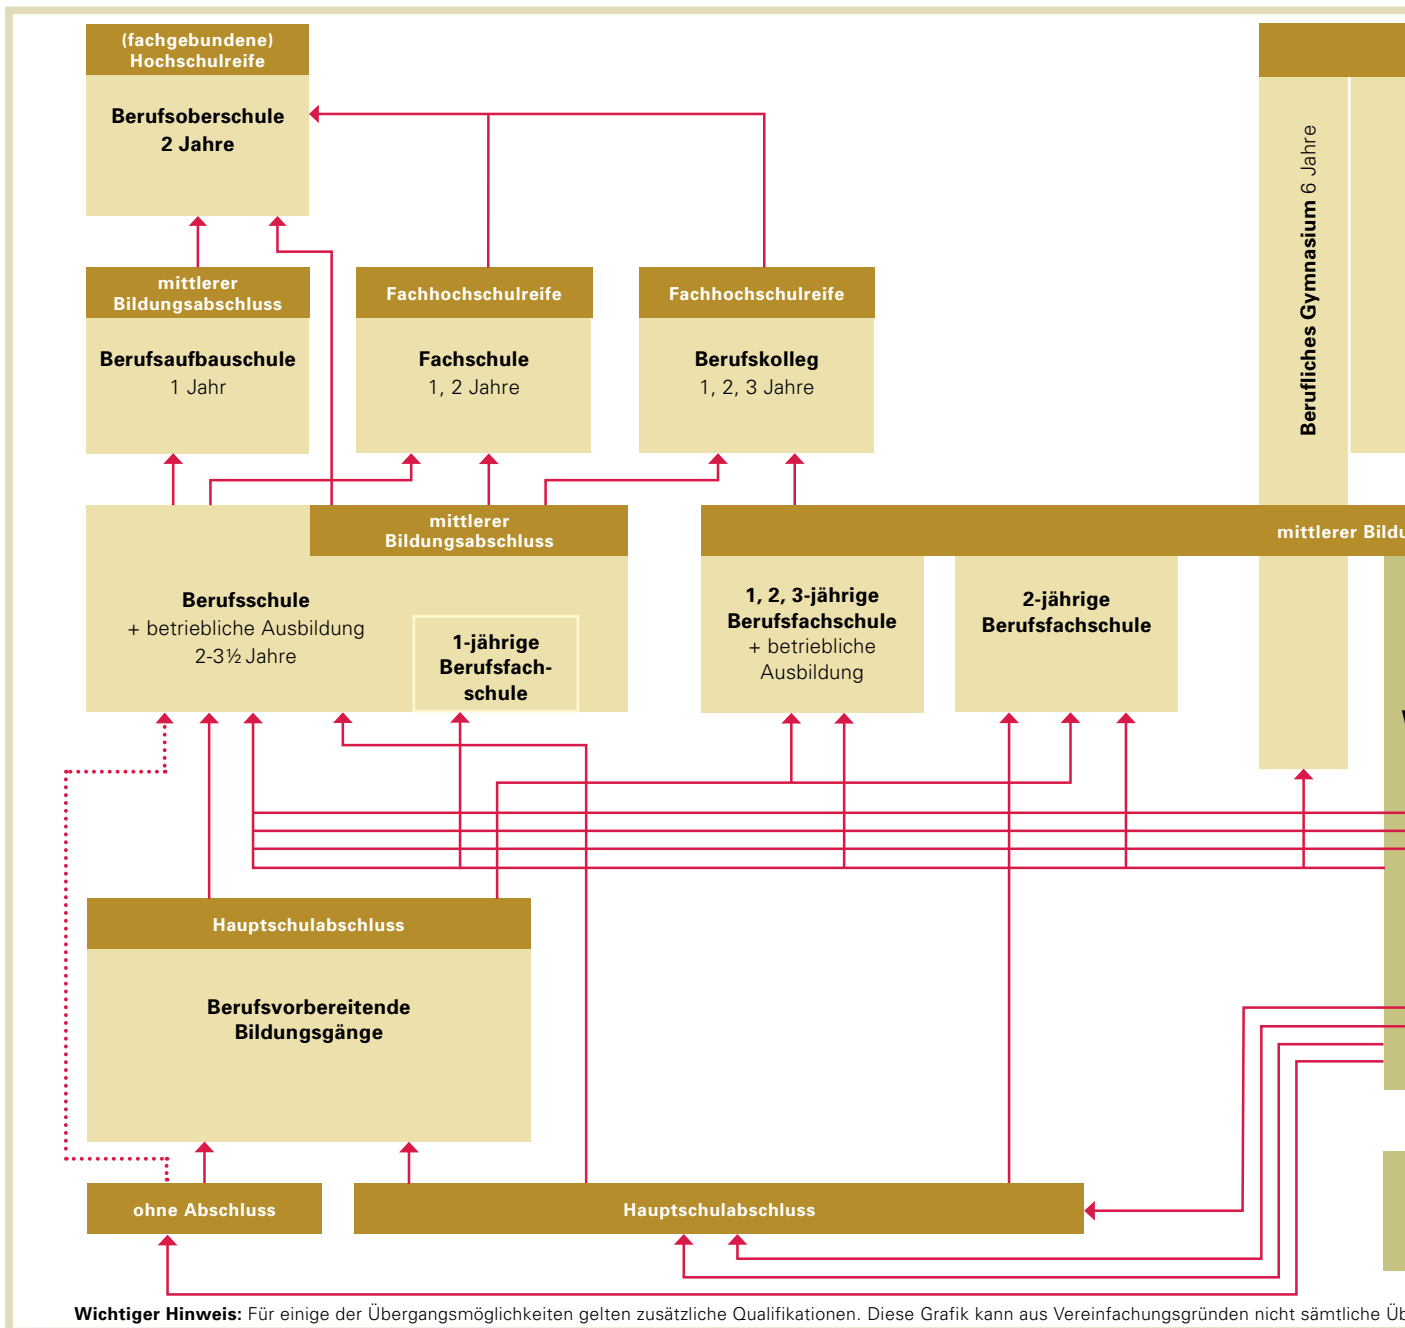 (fachgebundene)
Hochschulreife
Berufsoberschule
2 Jahre
mittlerer
Bildungsabschluss
Berufsaufbauschule
1 Jahr
Fachhochschulreife
Fachschule
1, 2 Jahre
Fachhochschulreife
Berufskolleg
1, 2, 3 Jahre
Berufliches Gymnasium 6 Jahre
mittlerer
Bildungsabschluss
Berufsschule
+ betriebliche Ausbildung
2-3½ Jahre
1-jährige
Berufsfach-
schule
mittlerer
1, 2, 3-jährige
Berufsfachschule
+ betriebliche
Ausbildung
2-jährige
Berufsfachschule
Hauptschulabschluss
Berufsvorbereitende
Bildungsgänge
ohne Abschluss
Hauptschulabschluss
Wichtiger Hinweis: Für einige der Übergangsmöglichkeiten gelten zusätzliche Qualifikationen. Diese Grafik kann aus Vereinfachungsgründen nicht sämtliche